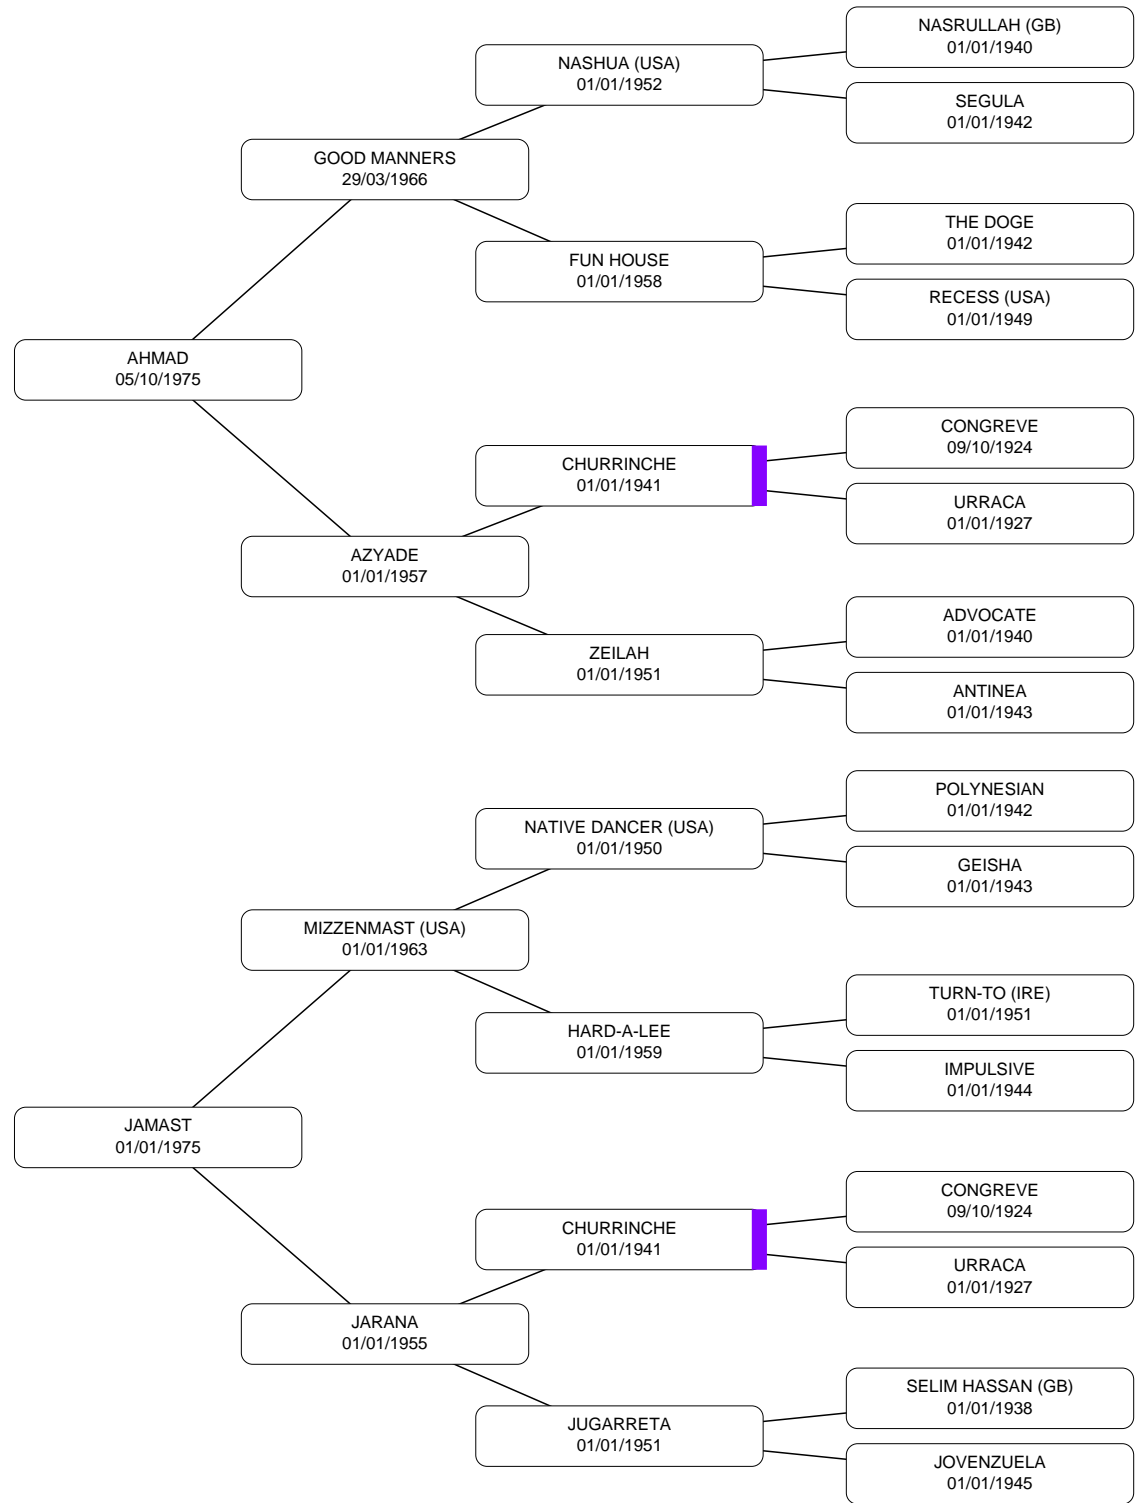 NASRULLAH (GB)
01/01/1940
NASHUA (USA)
01/01/1952
SEGULA
01/01/1942
GOOD MANNERS
29/03/1966
THE DOGE
01/01/1942
FUN HOUSE
01/01/1958
RECESS (USA)
01/01/1949
AHMAD
05/10/1975
CONGREVE
09/10/1924
CHURRINCHE
01/01/1941
URRACA
01/01/1927
AZYADE
01/01/1957
ADVOCATE
01/01/1940
ZEILAH
01/01/1951
ANTINEA
01/01/1943
POLYNESIAN
01/01/1942
NATIVE DANCER (USA)
01/01/1950
GEISHA
01/01/1943
MIZZENMAST (USA)
01/01/1963
TURN-TO (IRE)
01/01/1951
HARD-A-LEE
01/01/1959
IMPULSIVE
01/01/1944
JAMAST
01/01/1975
CONGREVE
09/10/1924
CHURRINCHE
01/01/1941
URRACA
01/01/1927
JARANA
01/01/1955
SELIM HASSAN (GB)
01/01/1938
JUGARRETA
01/01/1951
JOVENZUELA
01/01/1945